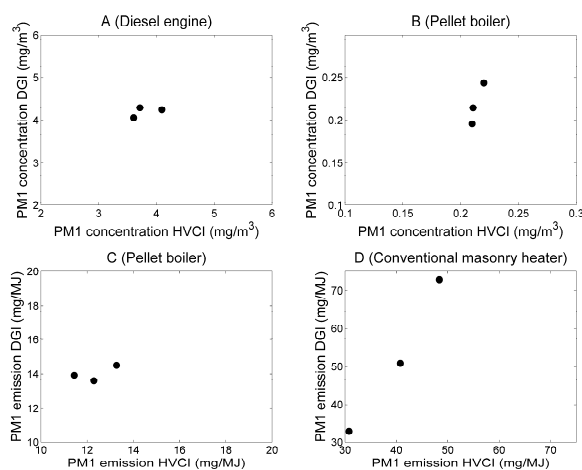 A (Diesel engine)
PM1 concentration DGI (mg/m³)
6
5
4
3
2
2 3 4 5 6
PM1 concentration HVCI (mg/m³)
B (Pellet boiler)
PM1 concentration DGI (mg/m³)
0.25
0.2
0.15
0.1
0.1 0.15 0.2 0.25 0.3
PM1 concentration HVCI (mg/m³)
C (Pellet boiler)
PM1 emission DGI (mg/MJ)
20
18
16
14
12
10
10 12 14 16 18 20
PM1 emission HVCI (mg/MJ)
D (Conventional masonry heater)
PM1 emission DGI (mg/MJ)
70
60
50
40
30
30 40 50 60 70
PM1 emission HVCI (mg/MJ)